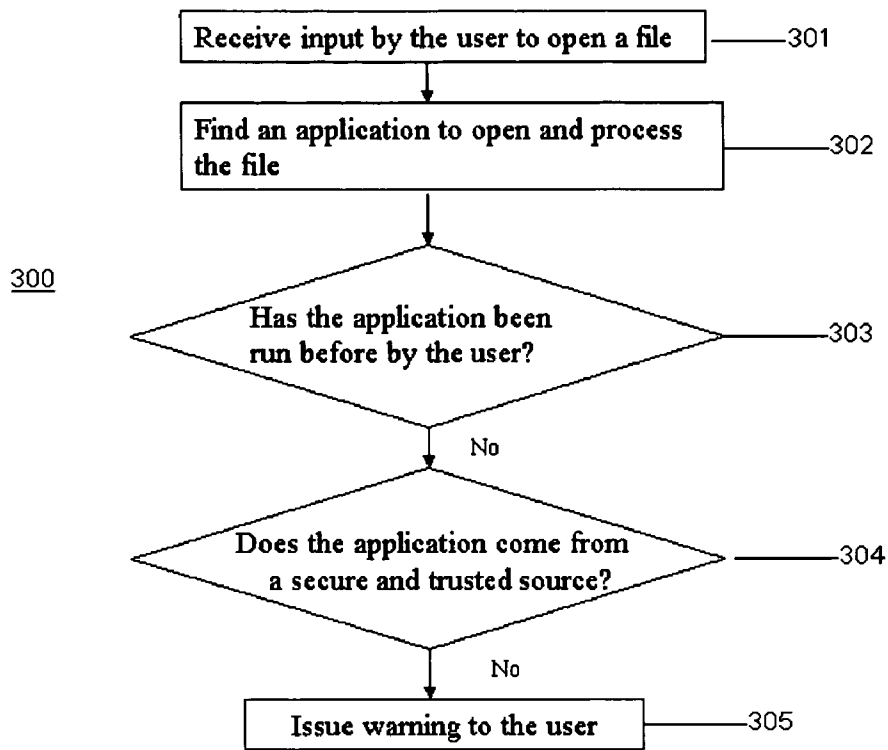 Receive input by the user to open a file
301
Find an application to open and process
the file
302
300
Has the application been
run before by the user?
303
No
Does the application come from
a secure and trusted source?
304
No
Issue warning to the user
305